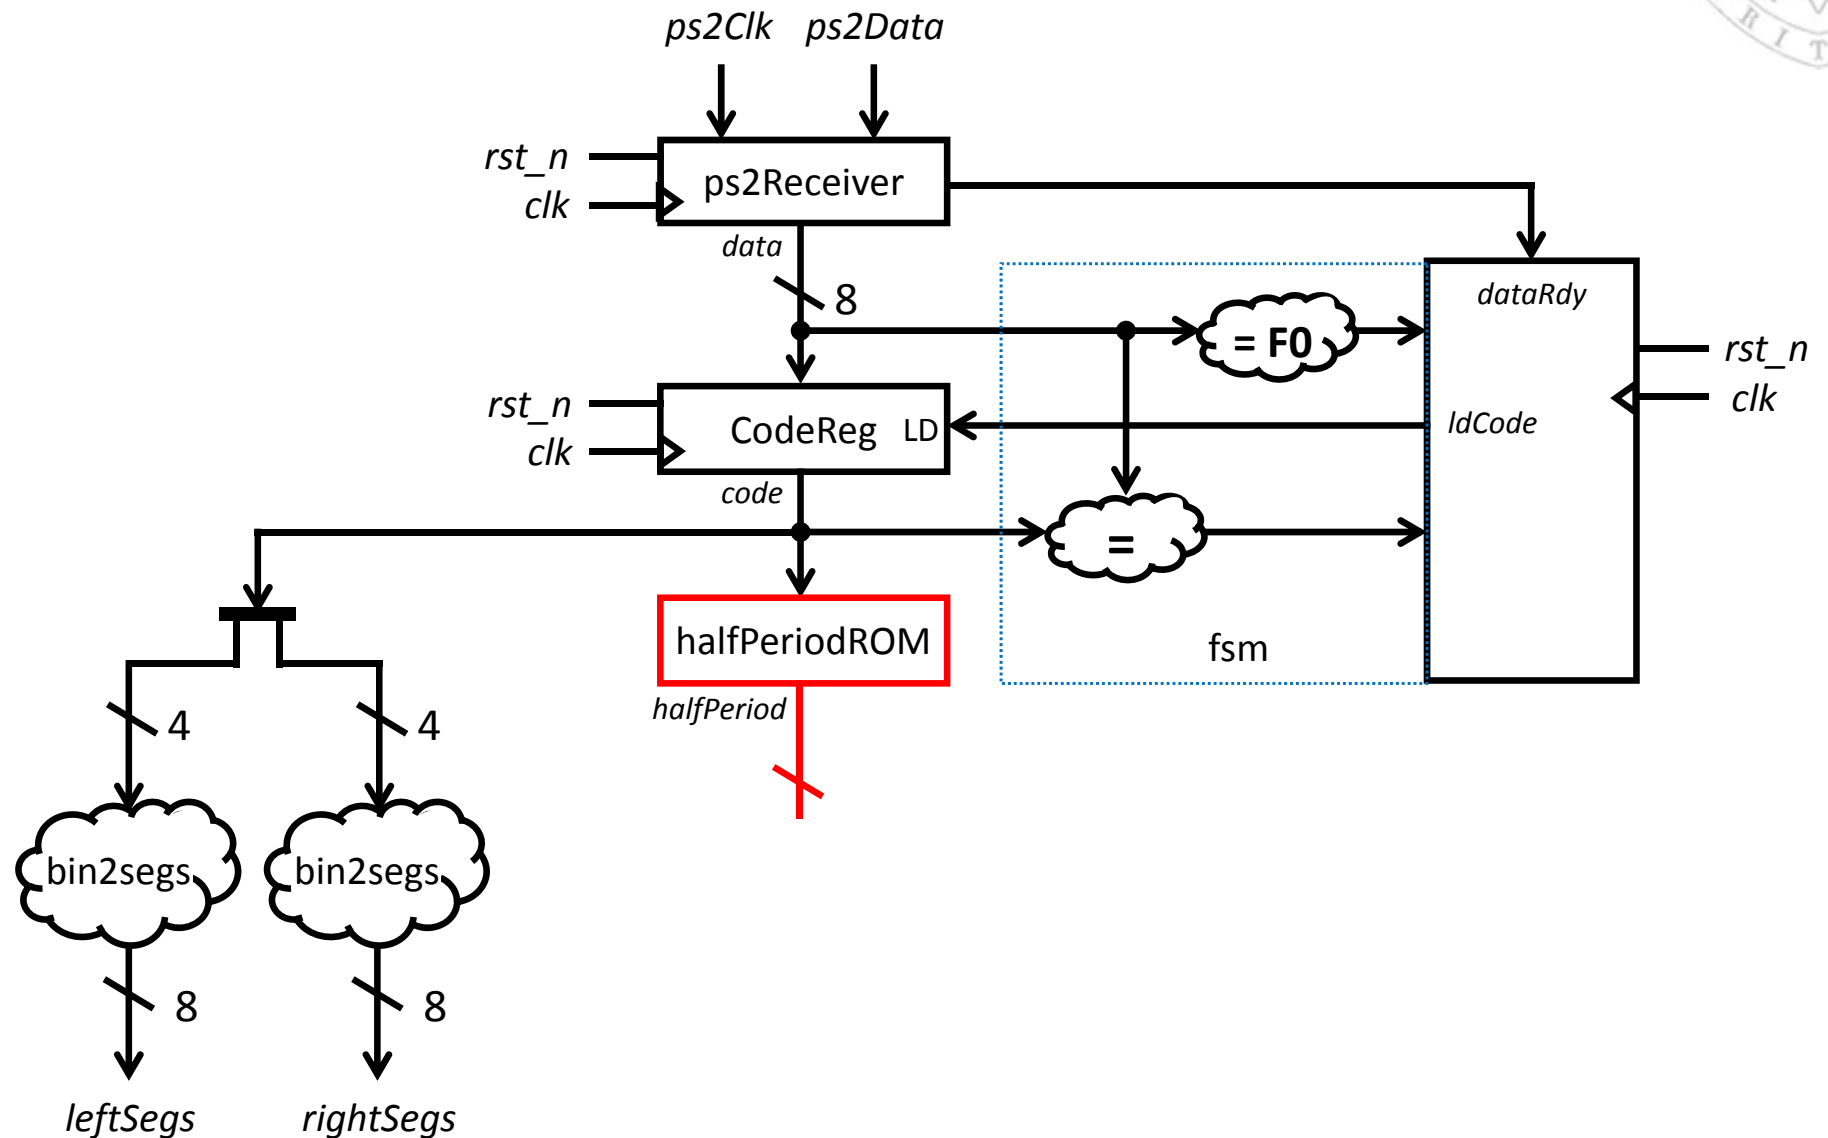 ps2Clk ps2Data
rst_n
clk
ps2Receiver
data
8
= F0
dataRdy
rst_n
clk
rst_n
clk
CodeReg LD
ldCode
code
=
halfPeriodROM
fsm
halfPeriod
4
4
bin2segs
bin2segs
8
8
leftSegs
rightSegs
R I T